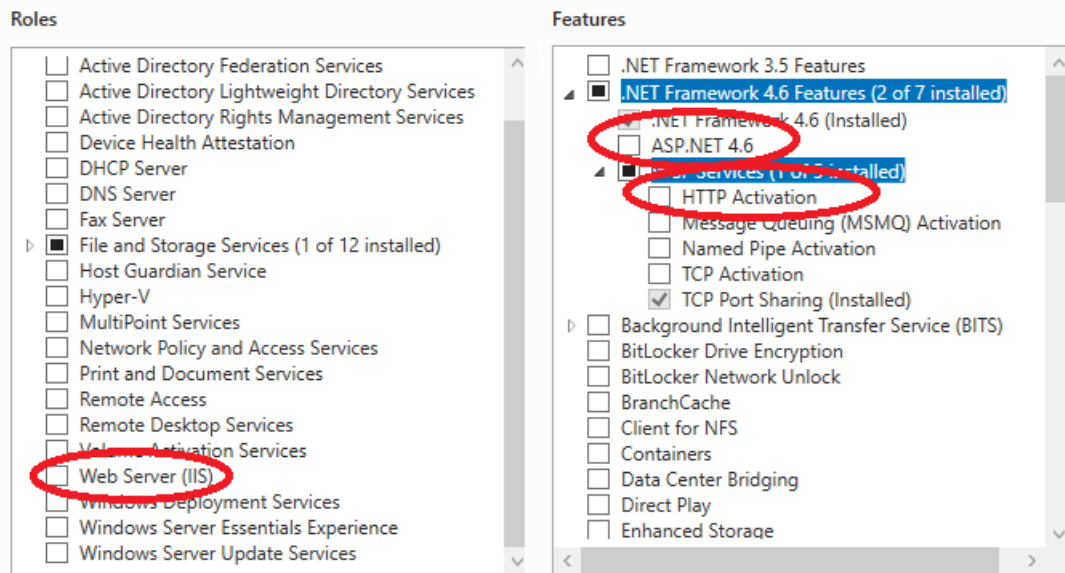 Roles
Active Directory Federation Services
Active Directory Lightweight Directory Services
Active Directory Rights Management Services
Device Health Attestation
DHCP Server
DNS Server
Fax Server
File and Storage Services (1 of 12 installed)
Host Guardian Service
Hyper-V
MultiPoint Services
Network Policy and Access Services
Print and Document Services
Remote Access
Remote Desktop Services
Volume Activation Services
Web Server (IIS)
Windows Deployment Services
Windows Server Essentials Experience
Windows Server Update Services
Features
.NET Framework 3.5 Features
.NET Framework 4.6 Features (2 of 7 installed)
.NET Framework 4.6 (Installed)
ASP.NET 4.6
Services (1 of 5 installed)
HTTP Activation
Message Queuing (MSMQ) Activation
Named Pipe Activation
TCP Activation
TCP Port Sharing (Installed)
Background Intelligent Transfer Service (BITS)
BitLocker Drive Encryption
BitLocker Network Unlock
BranchCache
Client for NFS
Containers
Data Center Bridging
Direct Play
Enhanced Storage